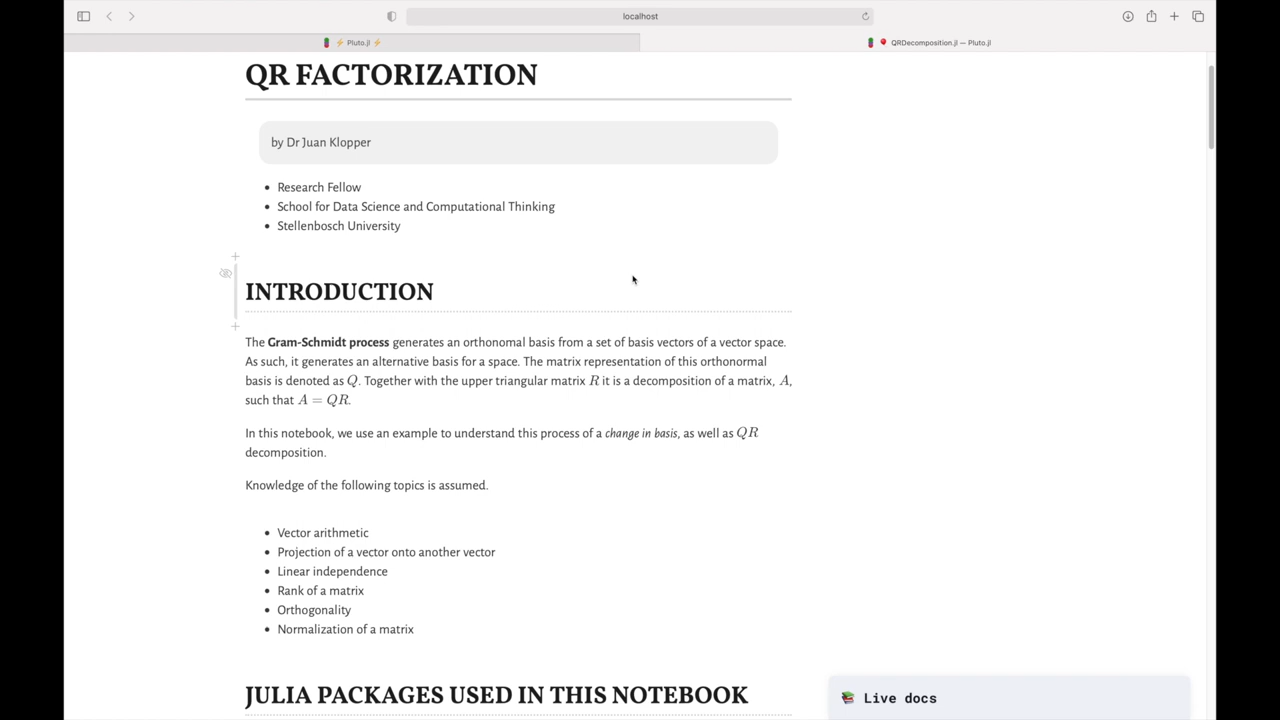 localhost
⚡ Pluto.jl ⚡
🎈 QRDecomposition.jl — Pluto.jl
QR FACTORIZATION
by Dr Juan Klopper
• Research Fellow
• School for Data Science and Computational Thinking
• Stellenbosch University
INTRODUCTION
The Gram-Schmidt process generates an orthonomal basis from a set of basis vectors of a vector space.
As such, it generates an alternative basis for a space. The matrix representation of this orthonormal
basis is denoted as Q. Together with the upper triangular matrix R it is a decomposition of a matrix, A,
such that A = QR.
In this notebook, we use an example to understand this process of a change in basis, as well as QR
decomposition.
Knowledge of the following topics is assumed.
• Vector arithmetic
• Projection of a vector onto another vector
• Linear independence
• Rank of a matrix
• Orthogonality
• Normalization of a matrix
JULIA PACKAGES USED IN THIS NOTEBOOK
📚 Live docs